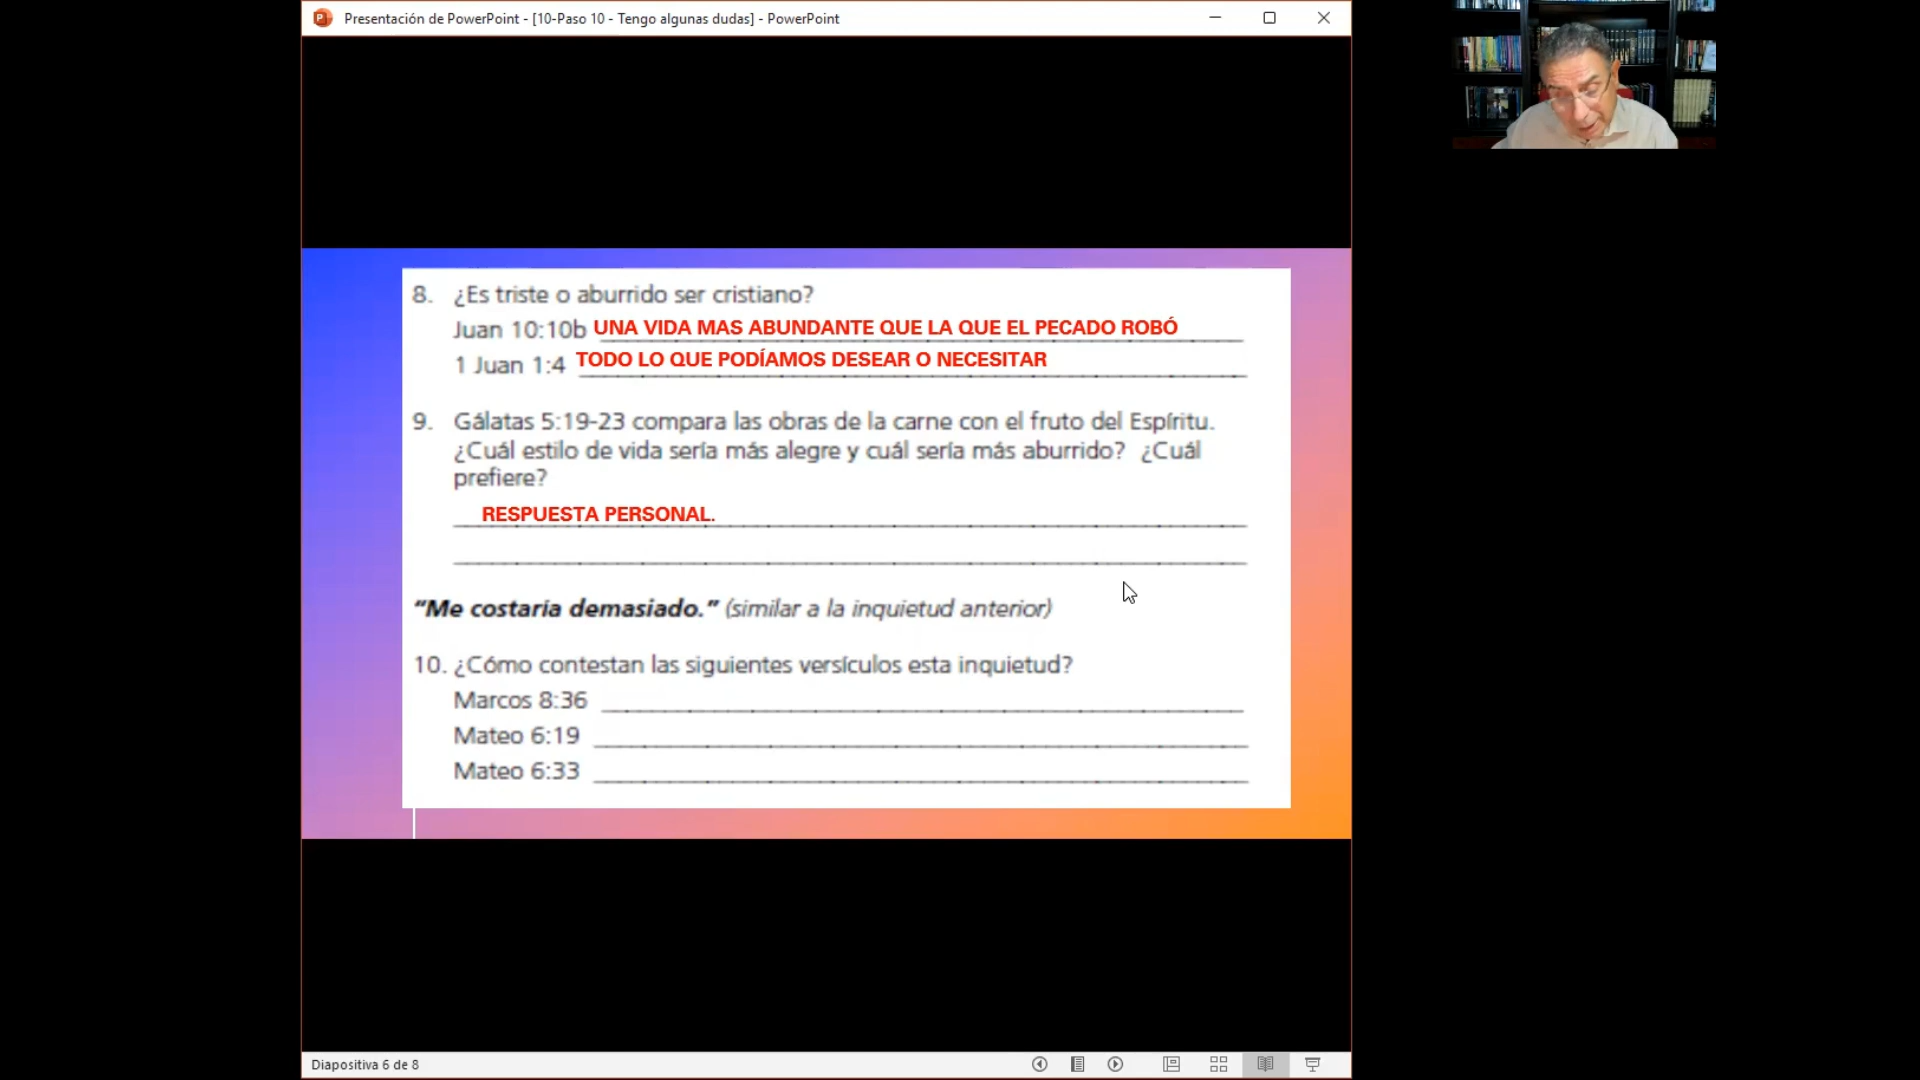 Presentación de PowerPoint - [10-Paso 10 - Tengo algunas dudas] - PowerPoint
8. ¿Es triste o aburrido ser cristiano?
Juan 10:10b UNA VIDA MAS ABUNDANTE QUE LA QUE EL PECADO ROBÓ
1 Juan 1:4 TODO LO QUE PODÍAMOS DESEAR O NECESITAR
9. Gálatas 5:19-23 compara las obras de la carne con el fruto del Espíritu.
¿Cuál estilo de vida sería más alegre y cuál sería más aburrido? ¿Cuál
prefiere?
RESPUESTA PERSONAL.
“Me costaría demasiado.” (similar a la inquietud anterior)
10. ¿Cómo contestan las siguientes versículos esta inquietud?
Marcos 8:36
Mateo 6:19
Mateo 6:33
Diapositiva 6 de 8